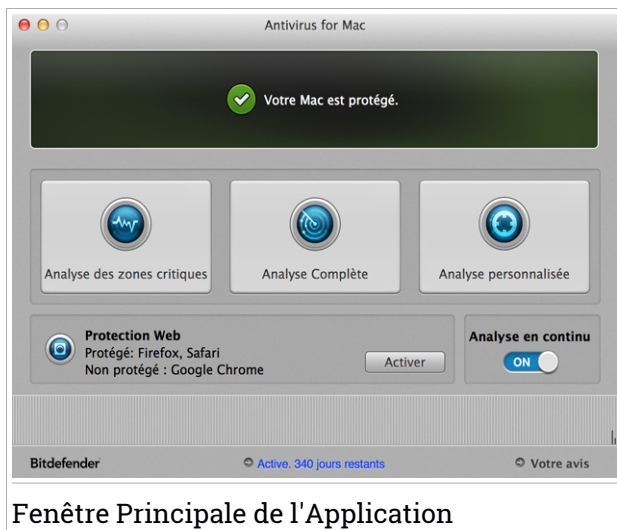 Antivirus for Mac
Votre Mac est protégé.
Analyse des zones critiques
Analyse Complète
Analyse personnalisée
Protection Web
Protégé: Firefox, Safari
Non protégé : Google Chrome
Activer
Analyse en continu
ON
Bitdefender
Active. 340 jours restants
Votre avis
Fenêtre Principale de l'Application